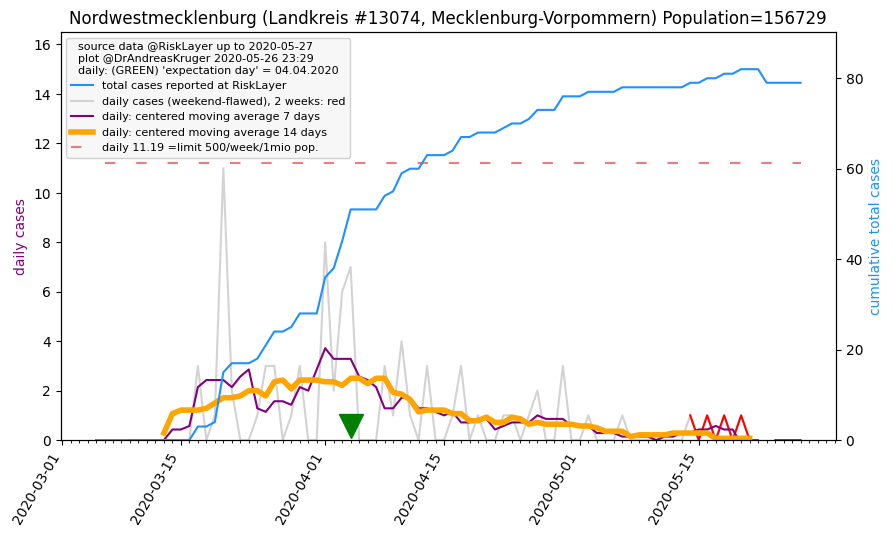 Nordwestmecklenburg (Landkreis #13074, Mecklenburg-Vorpommern) Population=156729
source data @RiskLayer up to 2020-05-27
plot @DrAndreasKruger 2020-05-26 23:29
daily: (GREEN) 'expectation day' = 04.04.2020
total cases reported at RiskLayer
daily cases (weekend-flawed), 2 weeks: red
daily: centered moving average 7 days
daily: centered moving average 14 days
daily 11.19 =limit 500/week/1mio pop.
daily cases
16
14
12
10
8
6
4
2
0
cumulative total cases
80
60
40
20
0
2020-03-01
2020-03-15
2020-04-01
2020-04-15
2020-05-01
2020-05-15